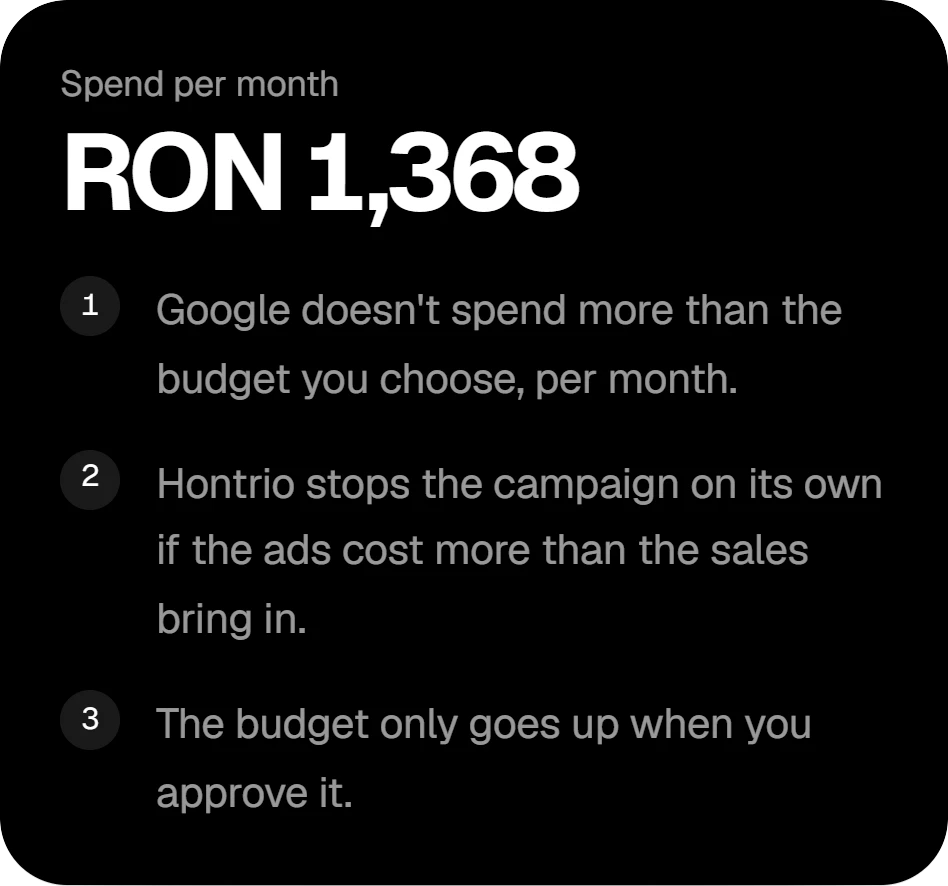 Spend per month
RON 1,368
1 Google doesn't spend more than the
budget you choose, per month.
2 Hontrio stops the campaign on its own
if the ads cost more than the sales
bring in.
3 The budget only goes up when you
approve it.